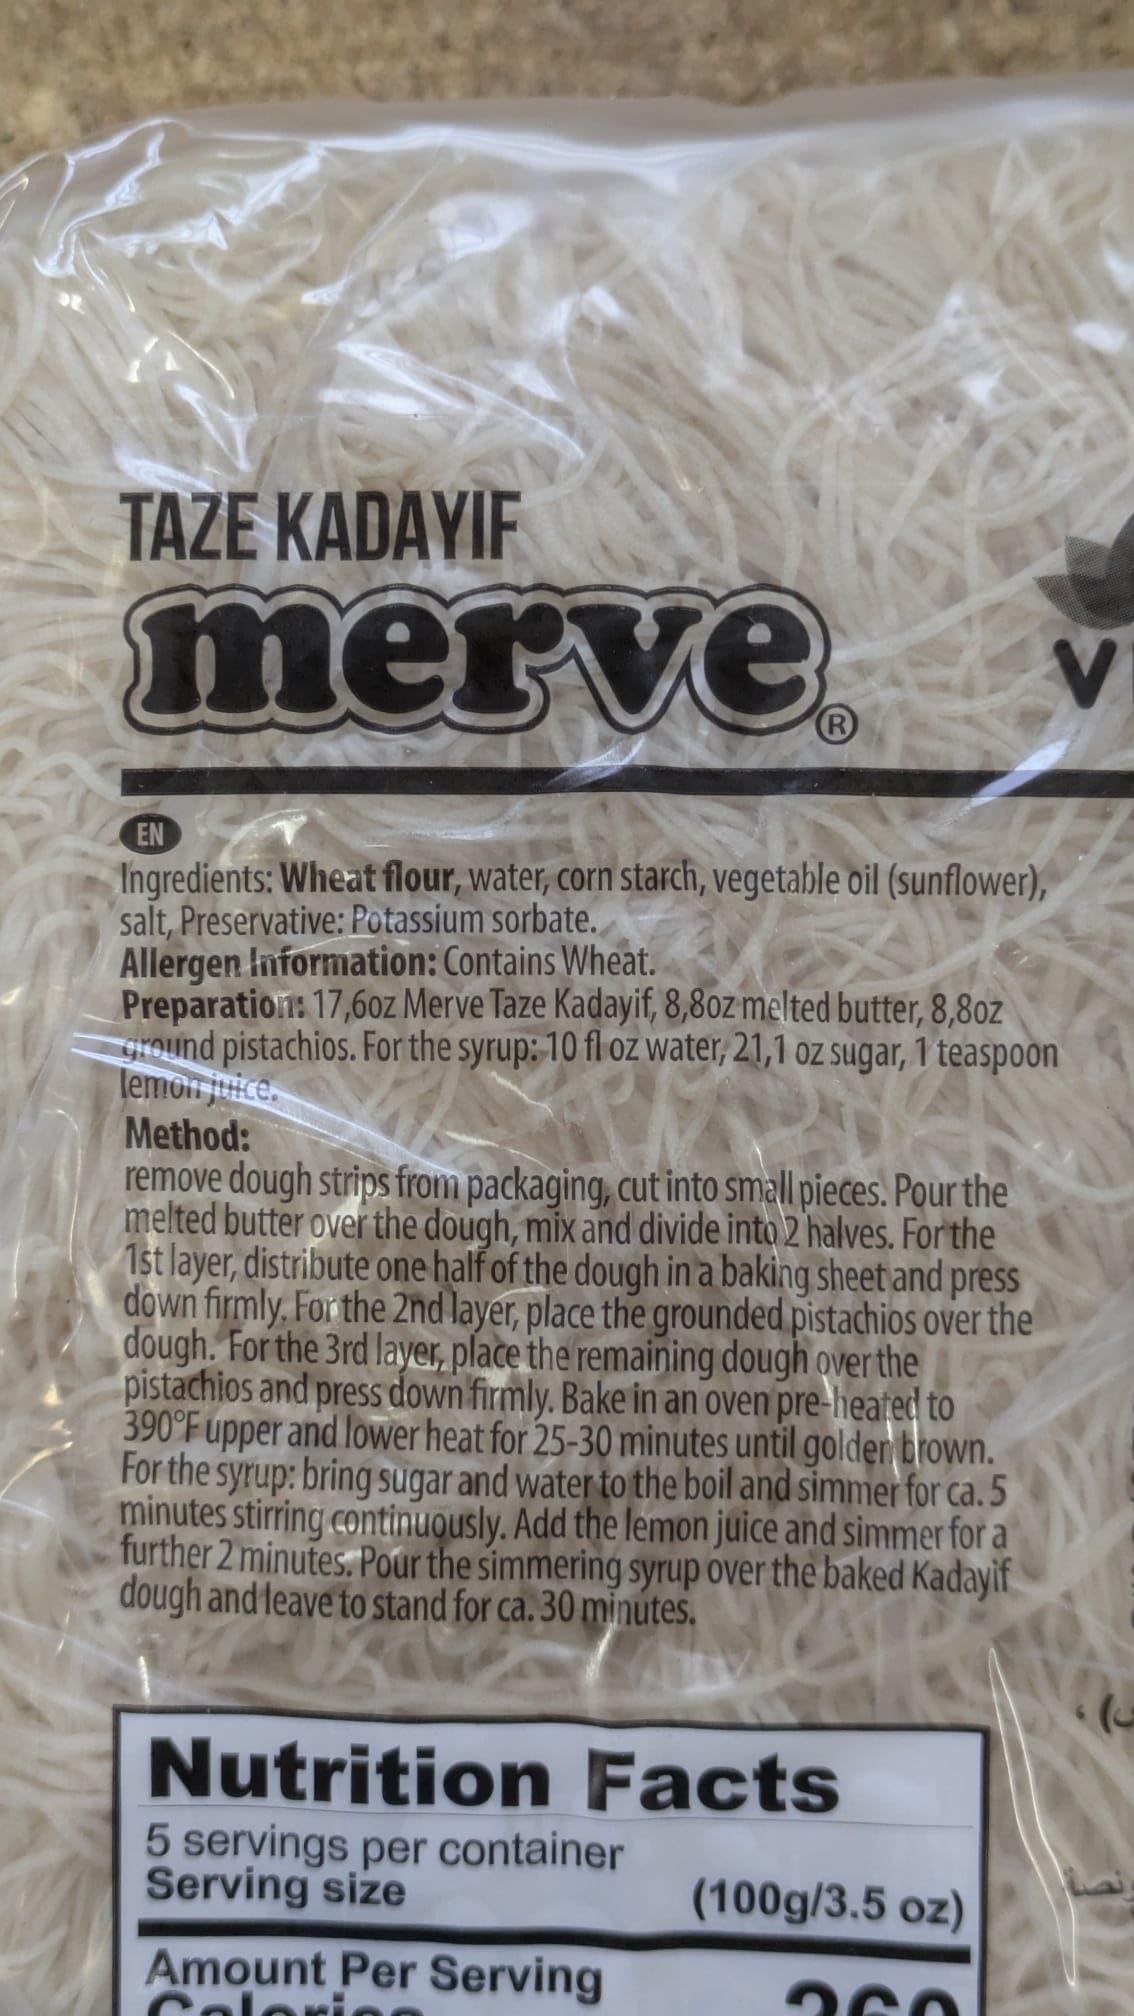 TAZE KADAYIF
merve®
V
EN
Ingredients: Wheat flour, water, corn starch, vegetable oil (sunflower),
salt, Preservative: Potassium sorbate.
Allergen Information: Contains Wheat.
Preparation: 17,6oz Merve Taze Kadayif, 8,8oz melted butter, 8,8oz
ground pistachios. For the syrup: 10 fl oz water, 21,1 oz sugar, 1 teaspoon
lemon juice.
Method:
remove dough strips from packaging, cut into small pieces. Pour the
melted butter over the dough, mix and divide into 2 halves. For the
1st layer, distribute one half of the dough in a baking sheet and press
down firmly. For the 2nd layer, place the grounded pistachios over the
dough. For the 3rd layer, place the remaining dough over the
pistachios and press down firmly. Bake in an oven pre-heated to
390°F upper and lower heat for 25-30 minutes until golden brown.
For the syrup: bring sugar and water to the boil and simmer for ca. 5
minutes stirring continuously. Add the lemon juice and simmer for a
further 2 minutes. Pour the simmering syrup over the baked Kadayif
dough and leave to stand for ca. 30 minutes.
Nutrition Facts
5 servings per container
Serving size (100g/3.5 oz)
Amount Per Serving
Calories 260